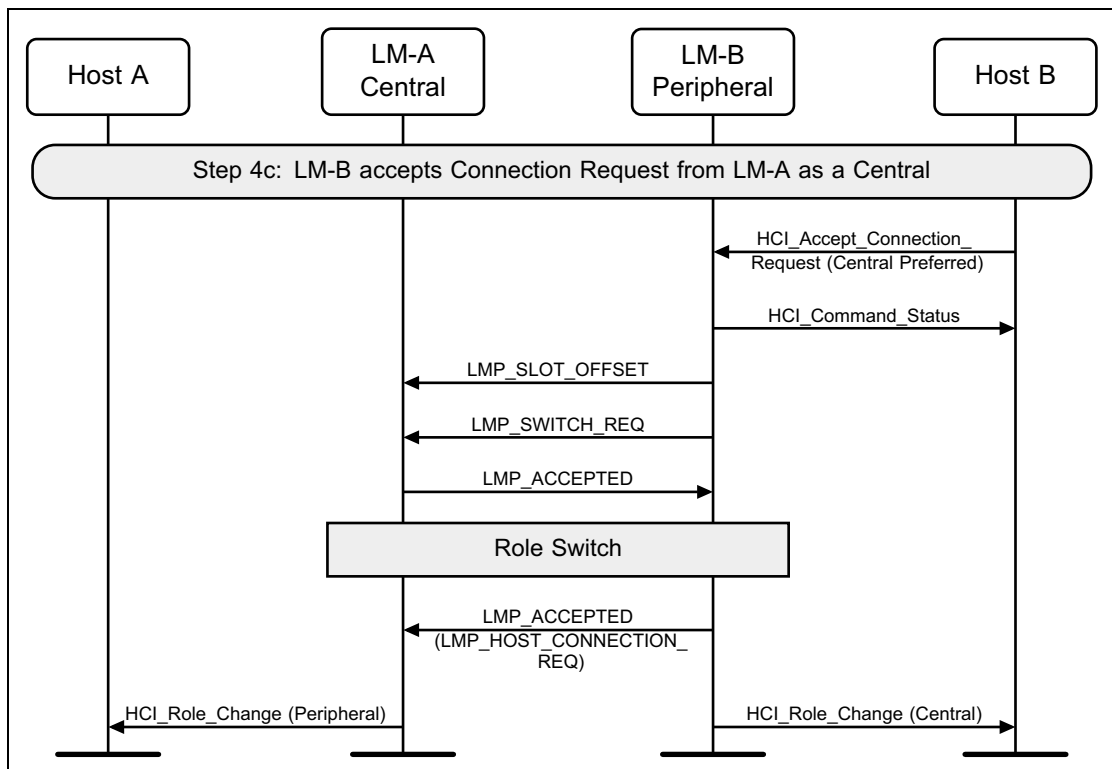 Host A
LM-A
Central
LM-B
Peripheral
Host B
Step 4c: LM-B accepts Connection Request from LM-A as a Central
HCI_Accept_Connection_
Request (Central Preferred)
HCI_Command_Status
LMP_SLOT_OFFSET
LMP_SWITCH_REQ
LMP_ACCEPTED
Role Switch
LMP_ACCEPTED
(LMP_HOST_CONNECTION_
REQ)
HCI_Role_Change (Peripheral)
HCI_Role_Change (Central)